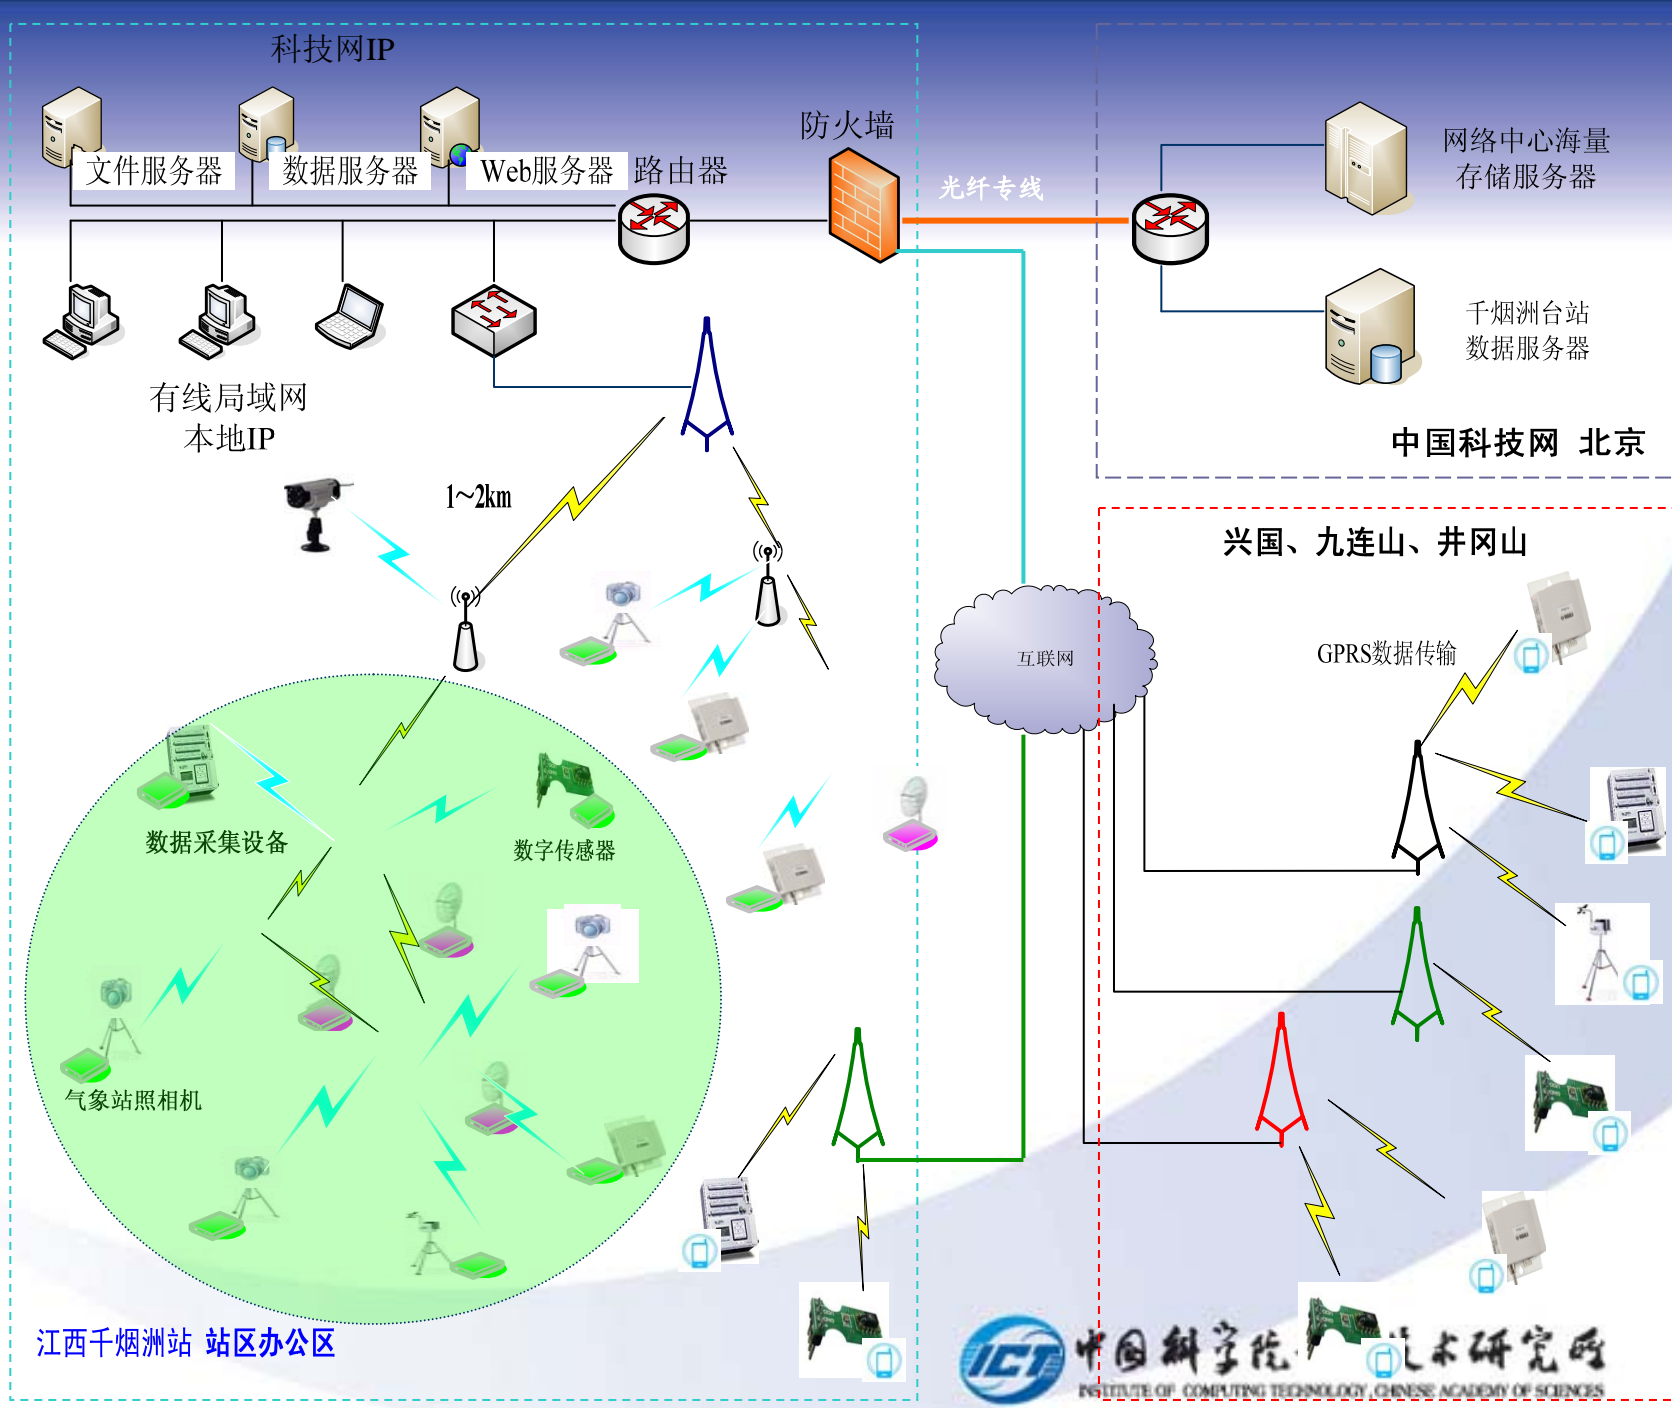 科技网IP
文件服务器
数据服务器
Web服务器
路由器
防火墙
光纤专线
网络中心海量
存储服务器
千烟洲台站
数据服务器
中国科技网 北京
有线局域网
本地IP
1~2km
兴国、九连山、井冈山
GPRS数据传输
互联网
数据采集设备
数字传感器
气象站照相机
江西千烟洲站 站区办公区
ICT
中国科学院
技术研究所
INSTITUTE OF COMPUTING TECHNOLOGY, CHINESE ACADEMY OF SCIENCES